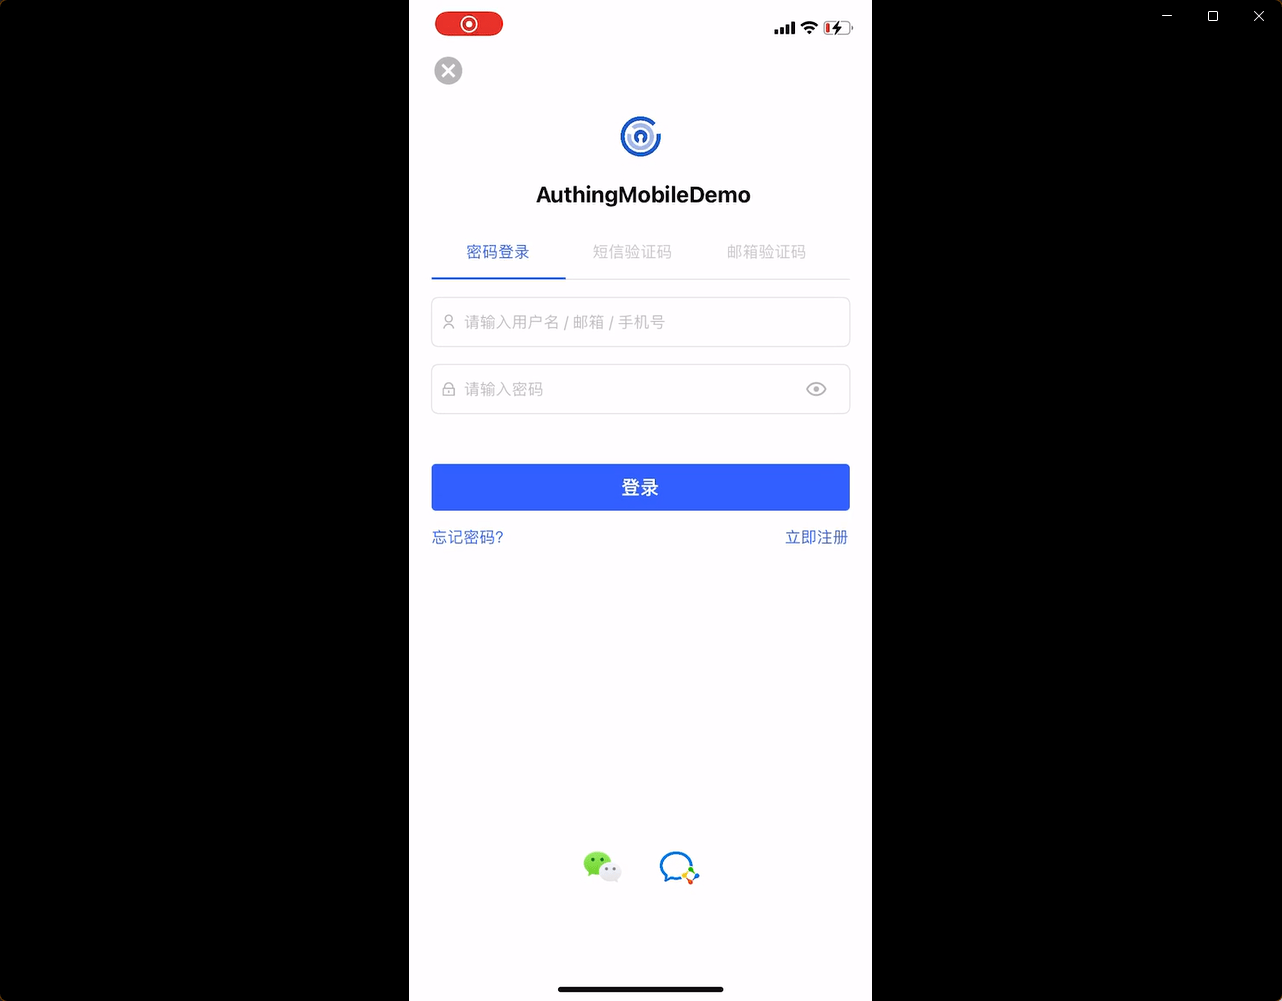 AuthingMobileDemo
密码登录 短信验证码 邮箱验证码
请输入用户名 / 邮箱 / 手机号
请输入密码
登录
忘记密码? 立即注册